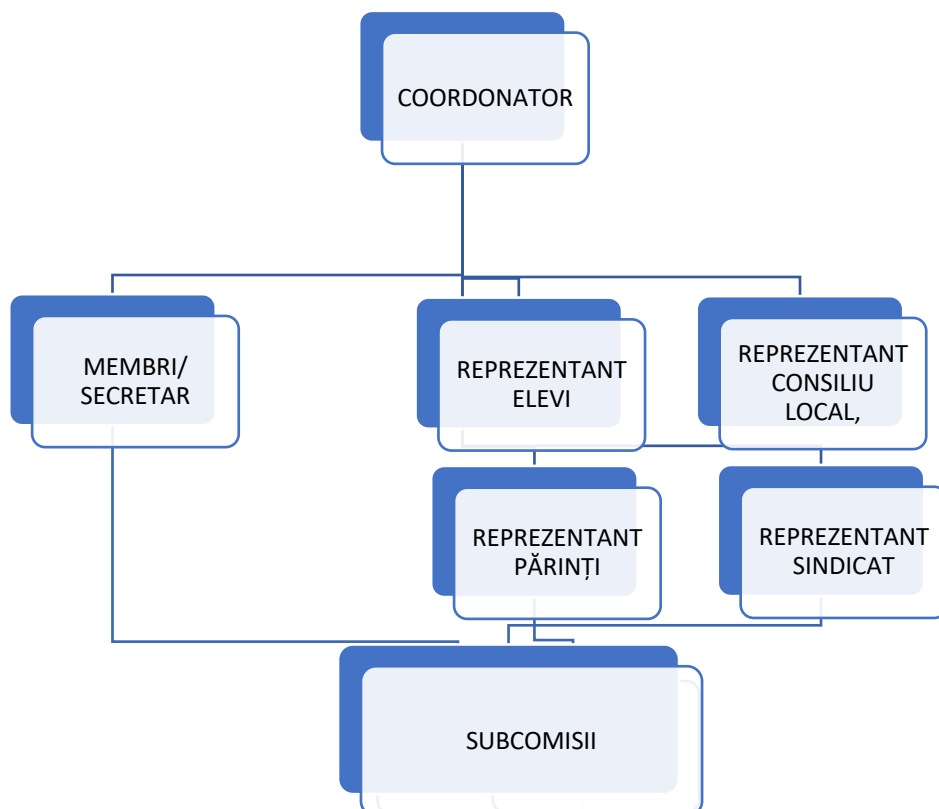 COORDONATOR
MEMBRI/
SECRETAR
REPREZENTANT
ELEVI
REPREZENTANT
CONSILIU
LOCAL,
REPREZENTANT
PĂRINȚI
REPREZENTANT
SINDICAT
SUBCOMISII